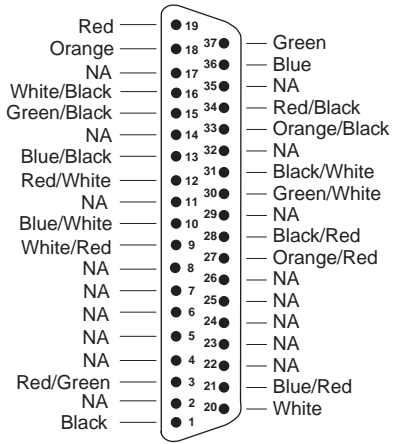 Red 19
Orange 18
NA 17
White/Black 16
Green/Black 15
NA 14
Blue/Black 13
Red/White 12
NA 11
Blue/White 10
White/Red 9
NA 8
NA 7
NA 6
NA 5
NA 4
Red/Green 3
NA 2
Black 1
37 Green
36 Blue
35 NA
34 Red/Black
33 Orange/Black
32 NA
31 Black/White
30 Green/White
29 NA
28 Black/Red
27 Orange/Red
26 NA
25 NA
24 NA
23 NA
22 NA
21 Blue/Red
20 White